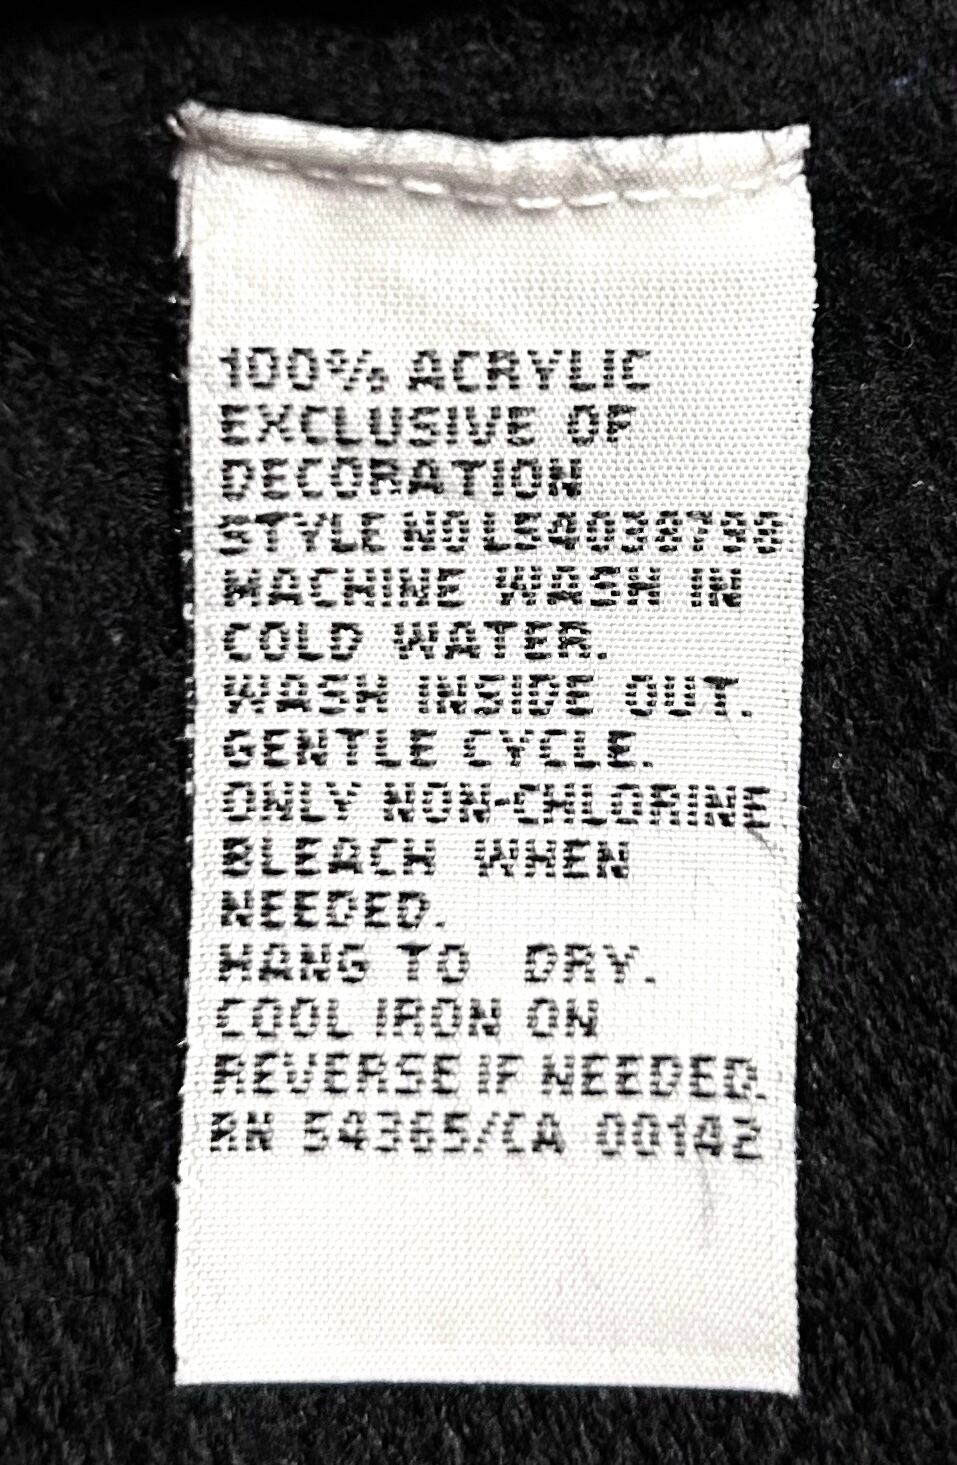 100% ACRYLIC
EXCLUSIVE OF
DECORATION
STYLE NO
MACHINE WASH IN
COLD WATER.
WASH INSIDE OUT.
GENTLE CYCLE.
ONLY NON-CHLORINE
BLEACH WHEN
NEEDED.
HANG TO DRY.
COOL IRON ON
REVERSE IF NEEDED.
RN 54365/CA 00142